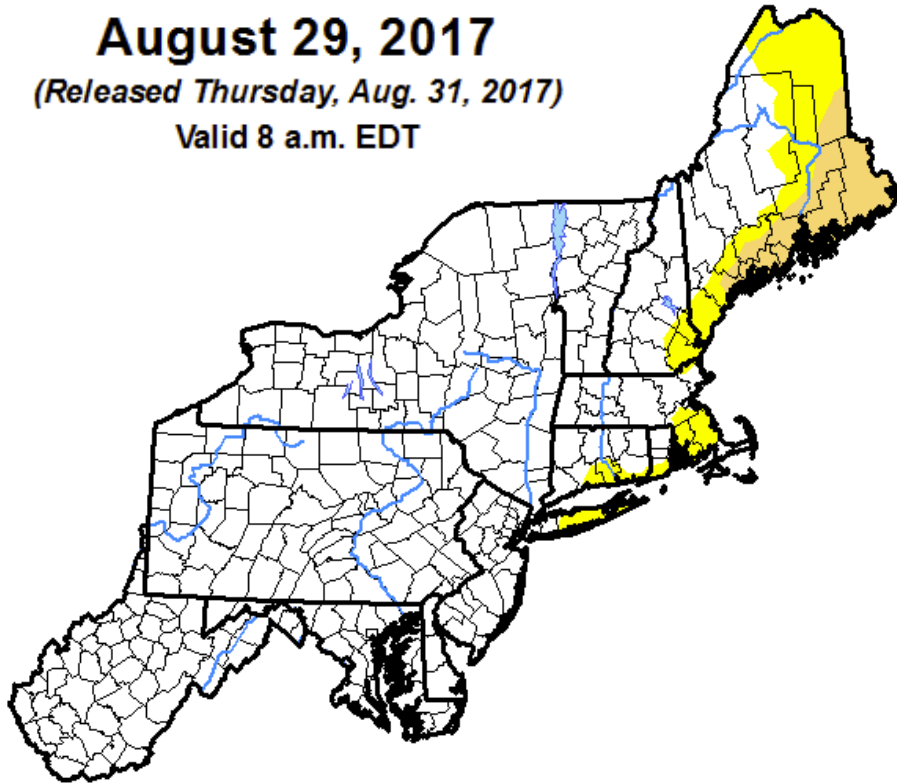 August 29, 2017
(Released Thursday, Aug. 31, 2017)
Valid 8 a.m. EDT